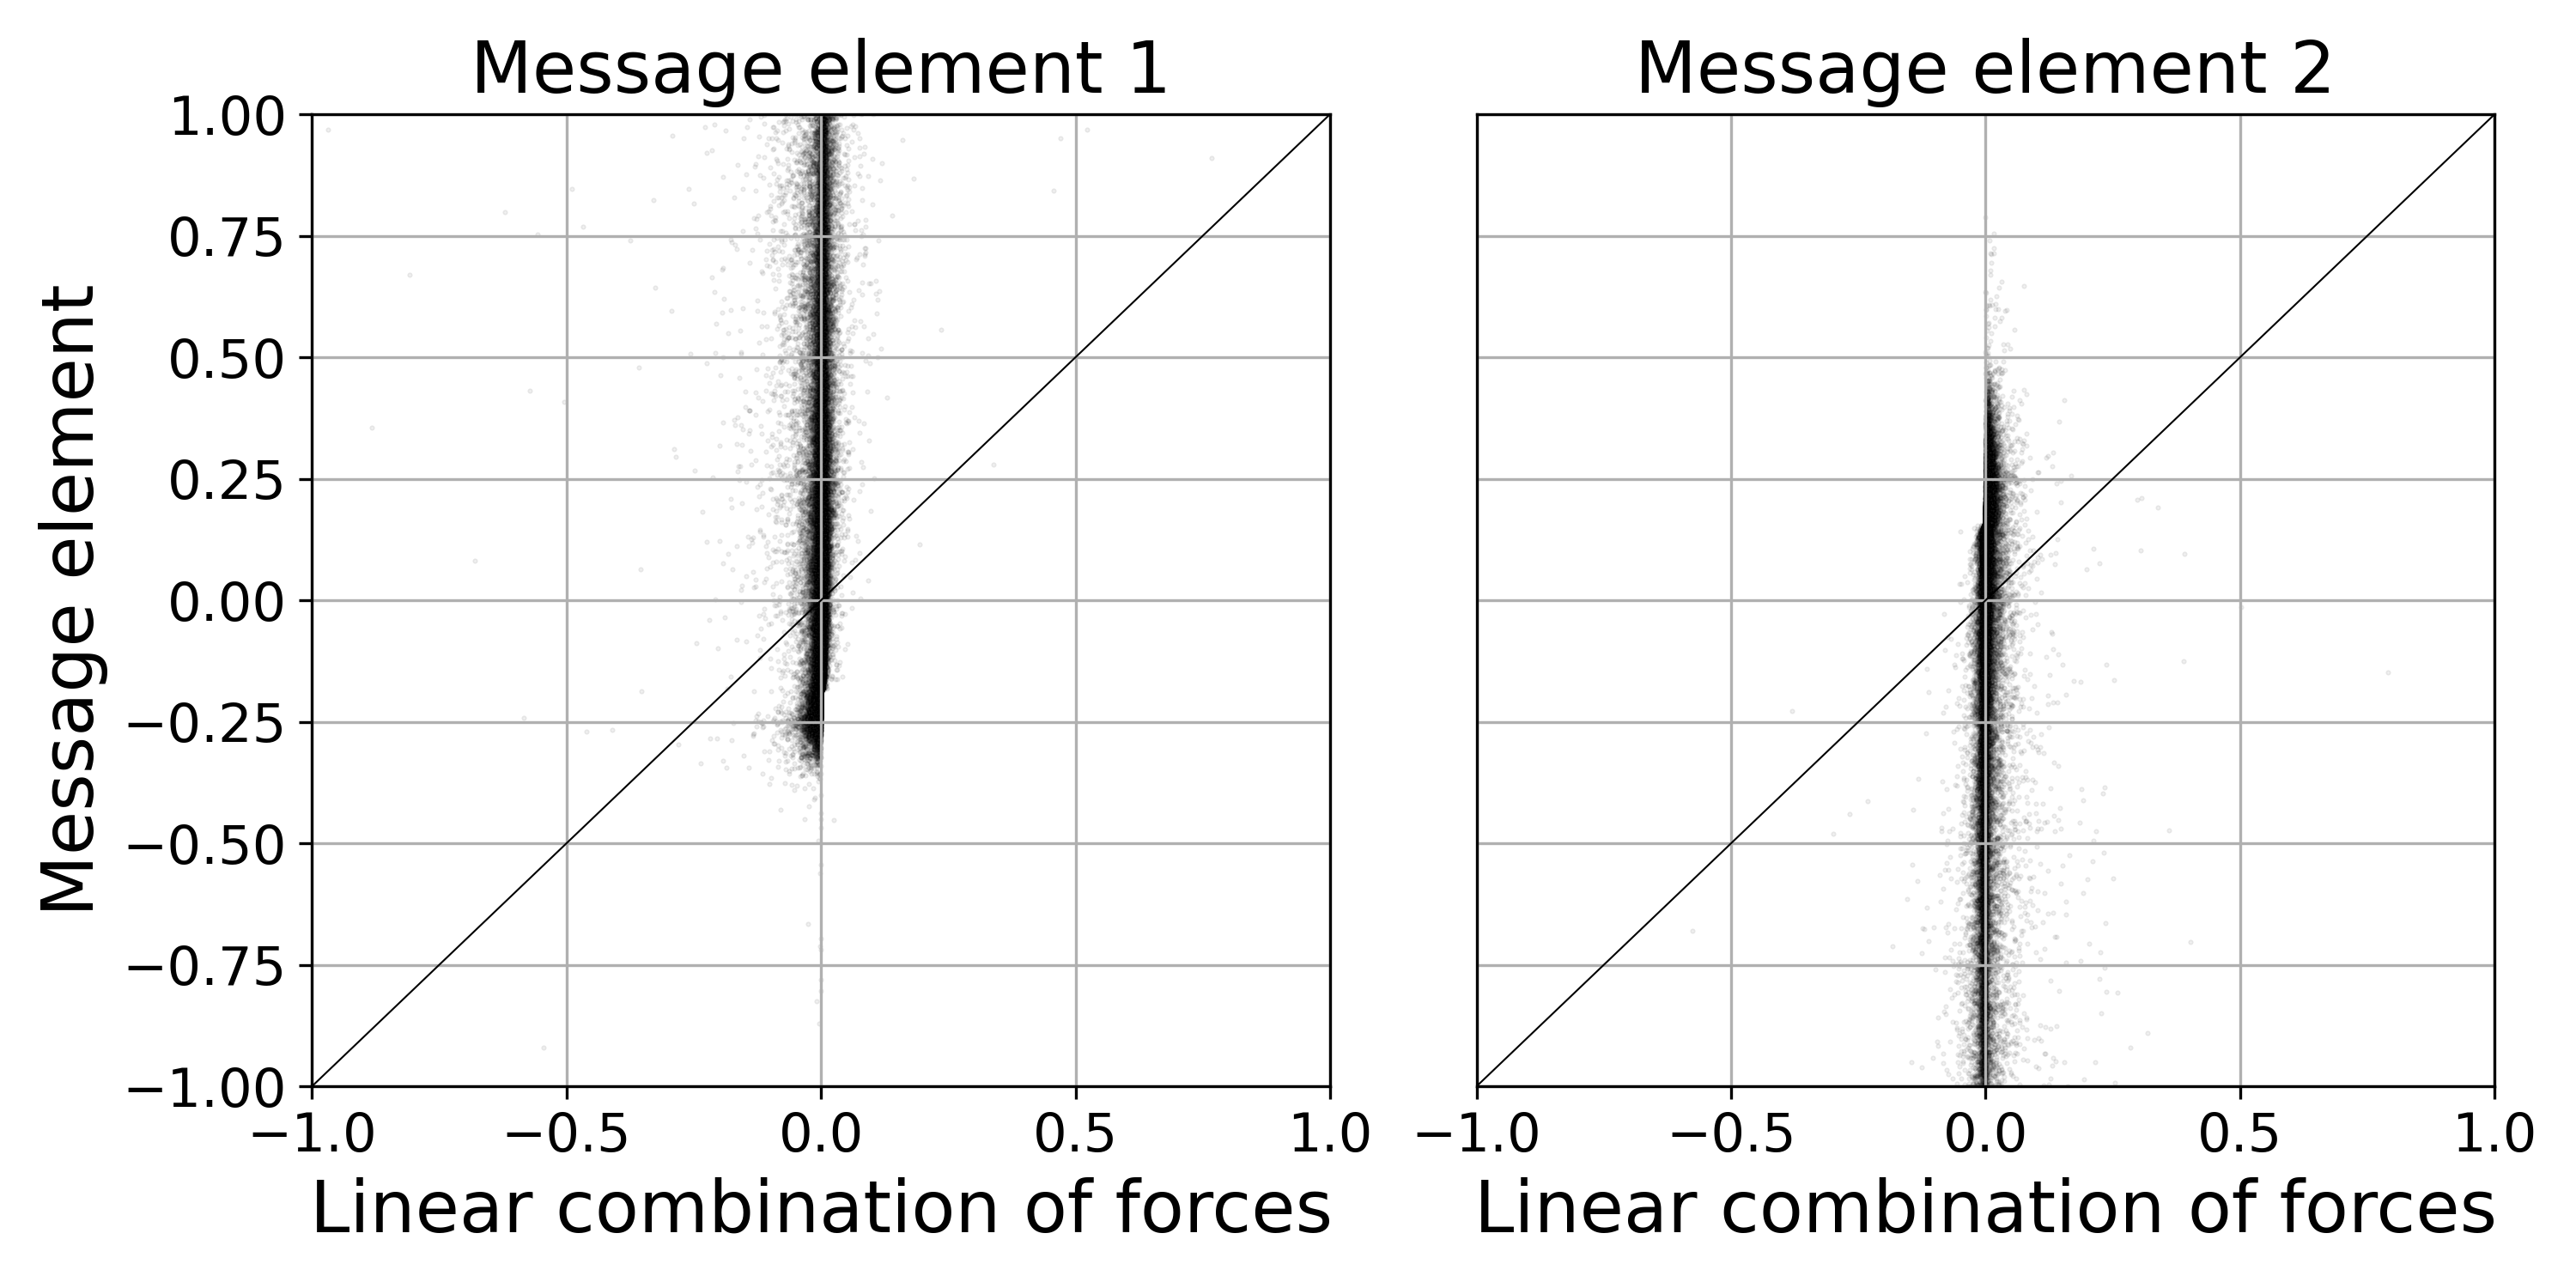 Message element 1
Message element 2
Message element
1.00
0.75
0.50
0.25
0.00
−0.25
−0.50
−0.75
−1.00
−1.0 −0.5 0.0 0.5 1.0
−1.0 −0.5 0.0 0.5 1.0
Linear combination of forces
Linear combination of forces